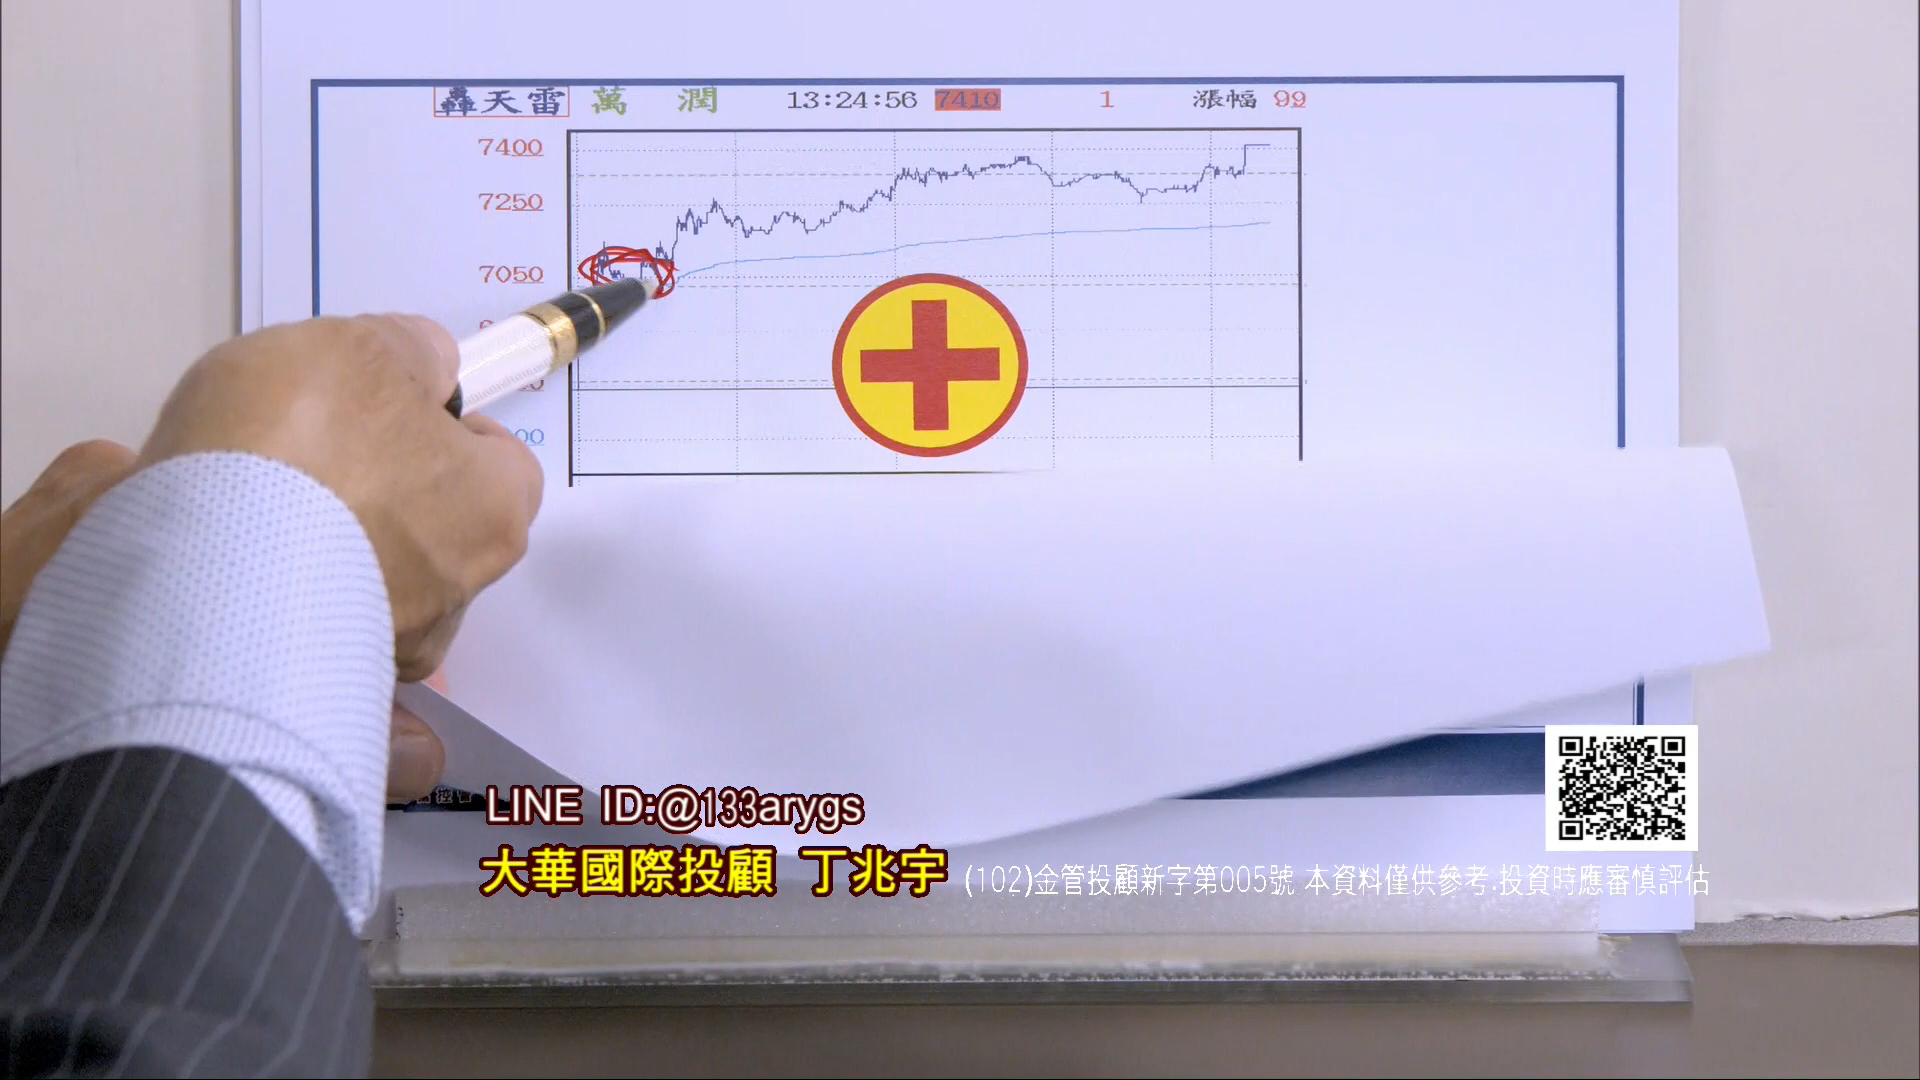 轟天雷 萬 潤 13:24:56 7410 1 漲幅 99
7400
7250
7050
LINE ID:@133arygs
大華國際投顧 丁兆宇 (102)金管投顧新字第005號 本資料僅供參考.投資時應審慎評估